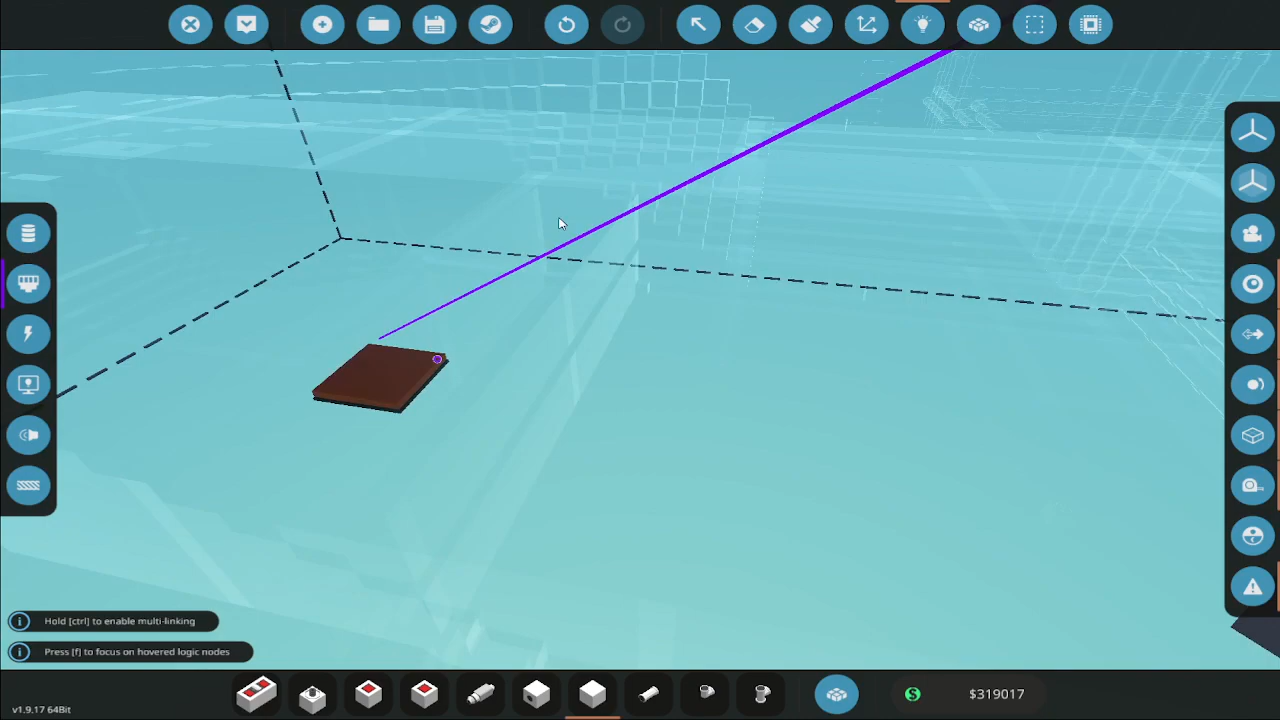 Hold [ctrl] to enable multi-linking
Press [f] to focus on hovered logic nodes
v1.9.17 64Bit
$319017